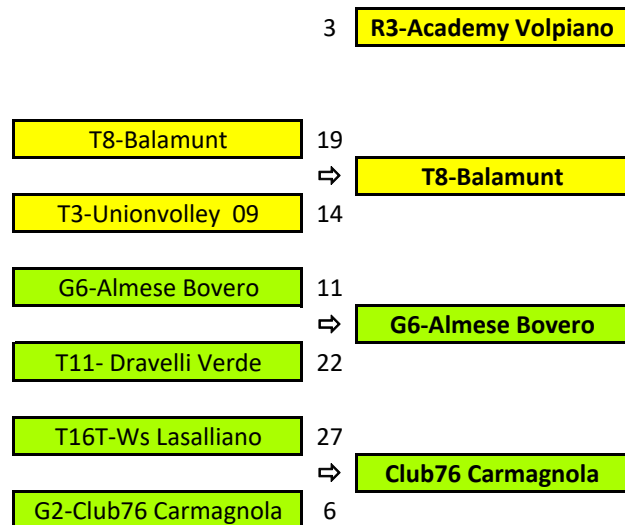 3 R3-Academy Volpiano
T8-Balamunt 19
⇨ T8-Balamunt
T3-Unionvolley 09 14
G6-Almese Bovero 11
⇨ G6-Almese Bovero
T11- Dravelli Verde 22
T16T-Ws Lasalliano 27
⇨ Club76 Carmagnola
G2-Club76 Carmagnola 6